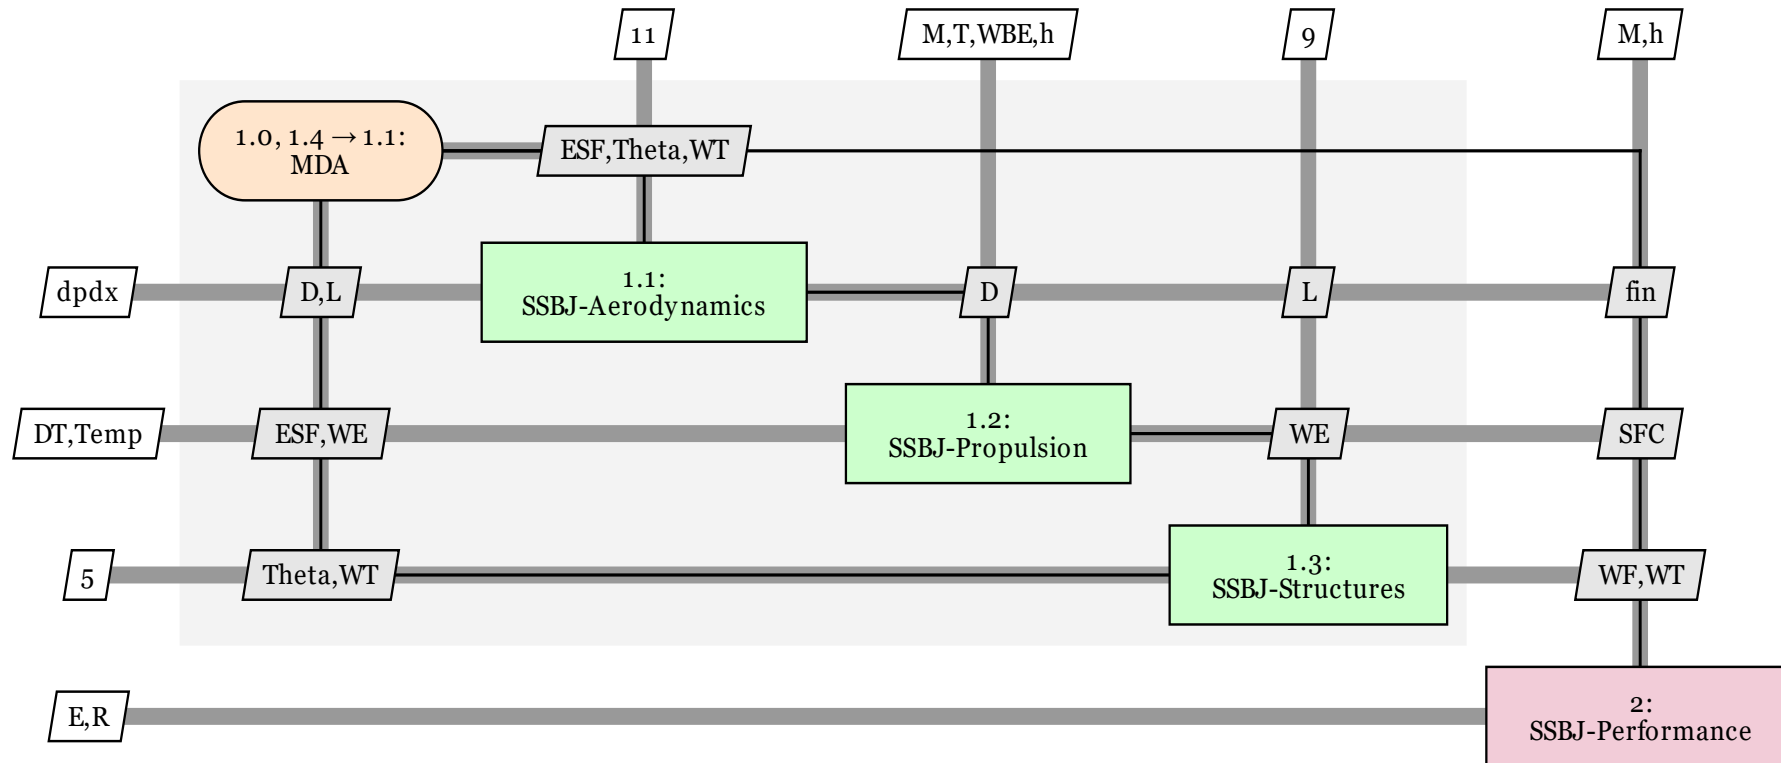 11
M,T,WBE,h
9
M,h
1.0, 1.4 → 1.1:
MDA
ESF,Theta,WT
dpdx
D,L
1.1:
SSBJ-Aerodynamics
D
L
fin
DT,Temp
ESF,WE
1.2:
SSBJ-Propulsion
WE
SFC
5
Theta,WT
1.3:
SSBJ-Structures
WF,WT
E,R
2:
SSBJ-Performance